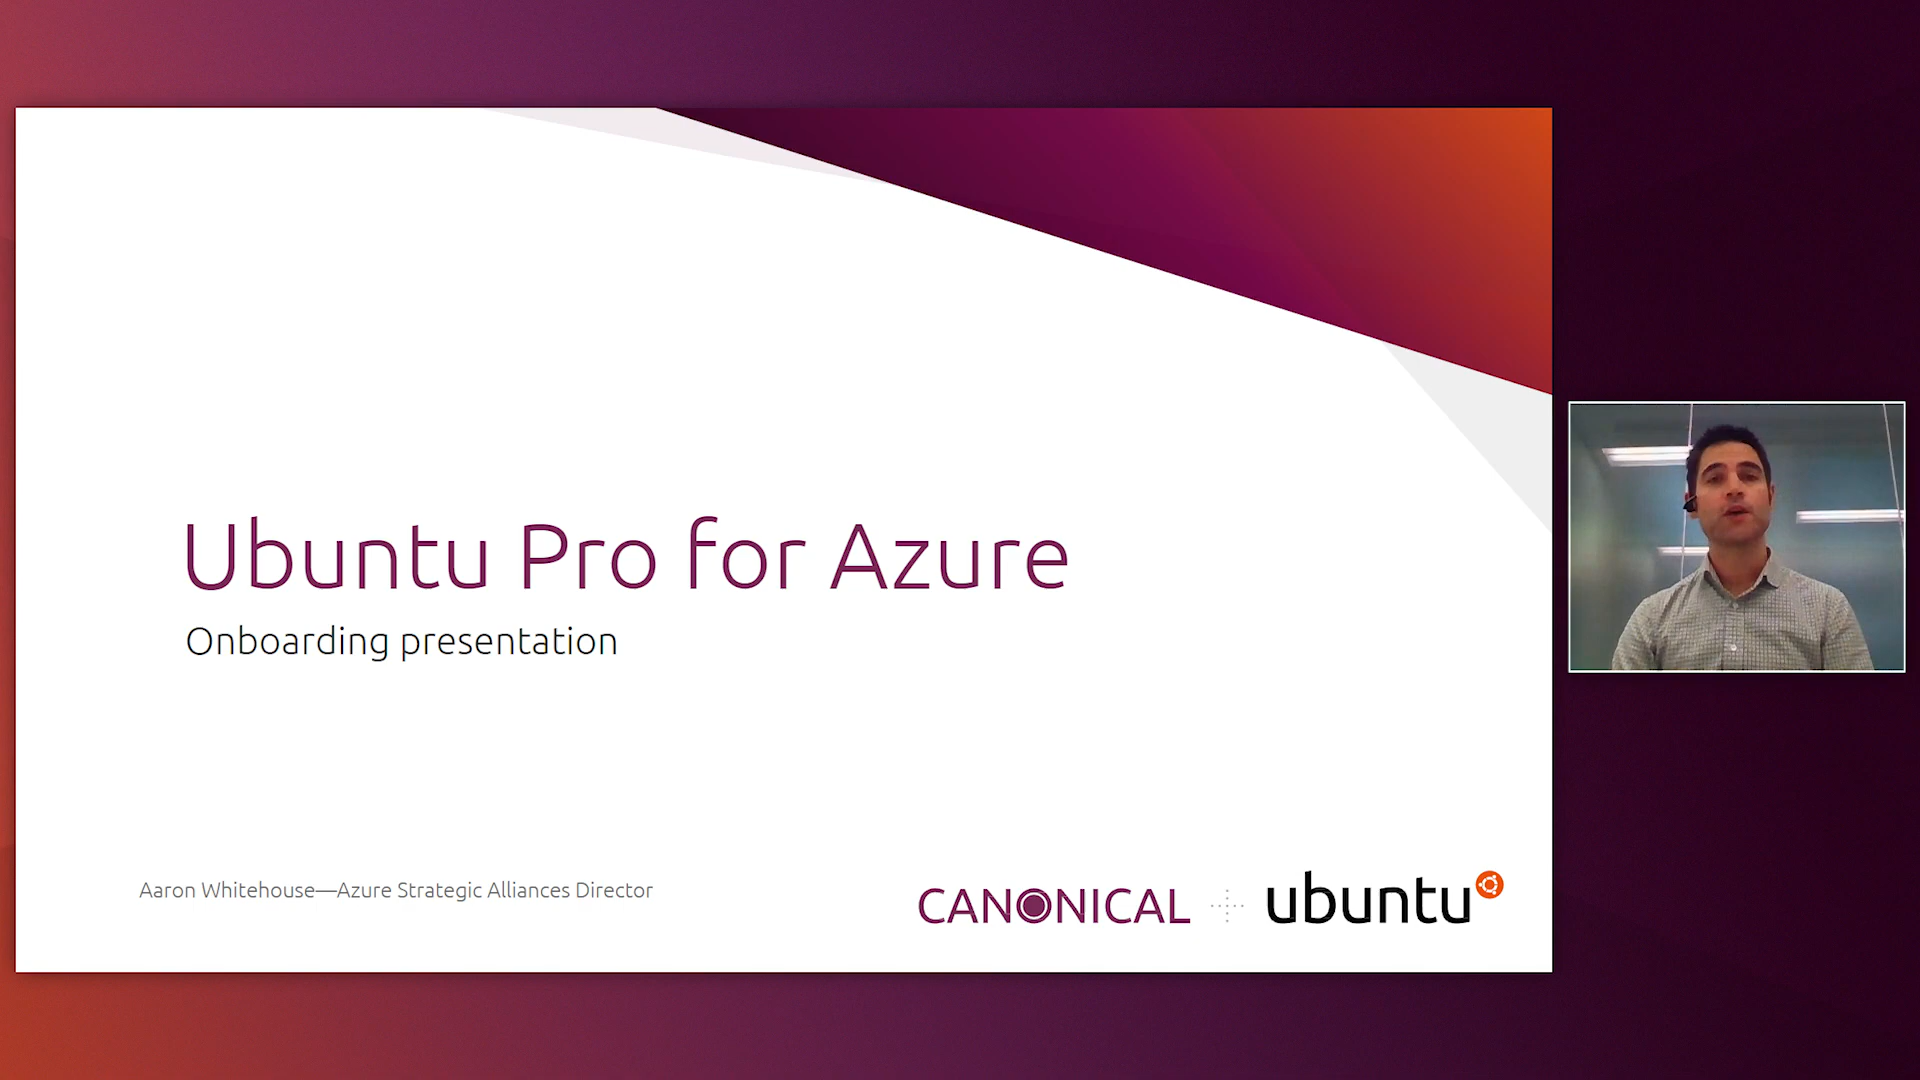 Ubuntu Pro for Azure
Onboarding presentation
Aaron Whitehouse—Azure Strategic Alliances Director
CANONICAL
ubuntu